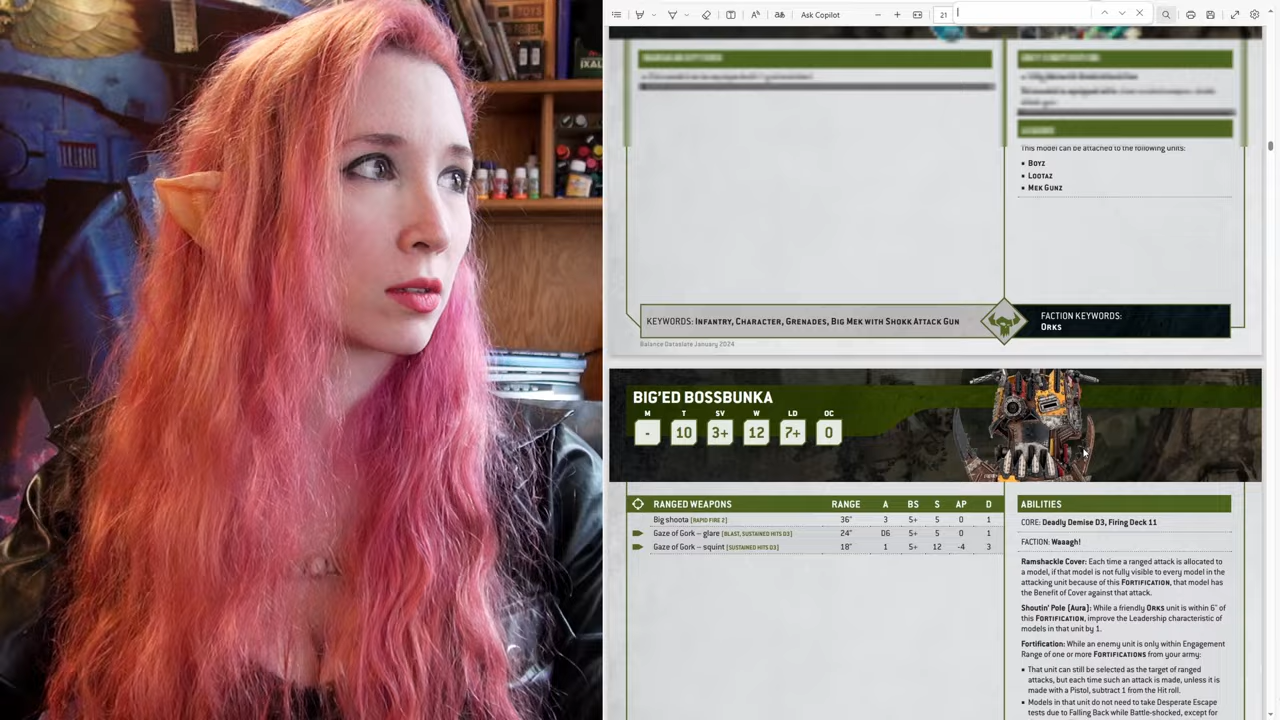 Ask Copilot
21
This model can be attached to the following units:
▪ BOYZ
▪ LOOTAZ
▪ MEK GUNZ
KEYWORDS: INFANTRY, CHARACTER, GRENADES, BIG MEK WITH SHOKK ATTACK GUN
FACTION KEYWORDS:
ORKS
Balance Dataslate January 2024
BIG'ED BOSSBUNKA
M T SV W LD OC
- 10 3+ 12 7+ 0
RANGED WEAPONS RANGE A BS S AP D
Big shoota [RAPID FIRE 2] 36" 3 5+ 5 0 1
Gaze of Gork – glare [BLAST, SUSTAINED HITS D3] 24" D6 5+ 5 0 1
Gaze of Gork – squint [SUSTAINED HITS D3] 18" 1 5+ 12 -4 3
ABILITIES
CORE: Deadly Demise D3, Firing Deck 11
FACTION: Waaagh!
Ramshackle Cover: Each time a ranged attack is allocated to
a model, if that model is not fully visible to every model in the
attacking unit because of this FORTIFICATION, that model has
the Benefit of Cover against that attack.
Shoutin' Pole (Aura): While a friendly ORKS unit is within 6" of
this FORTIFICATION, improve the Leadership characteristic of
models in that unit by 1.
Fortification: While an enemy unit is only within Engagement
Range of one or more FORTIFICATIONS from your army:
▪ That unit can still be selected as the target of ranged
attacks, but each time such an attack is made, unless it is
made with a Pistol, subtract 1 from the Hit roll.
▪ Models in that unit do not need to take Desperate Escape
tests due to Falling Back while Battle-shocked, except for